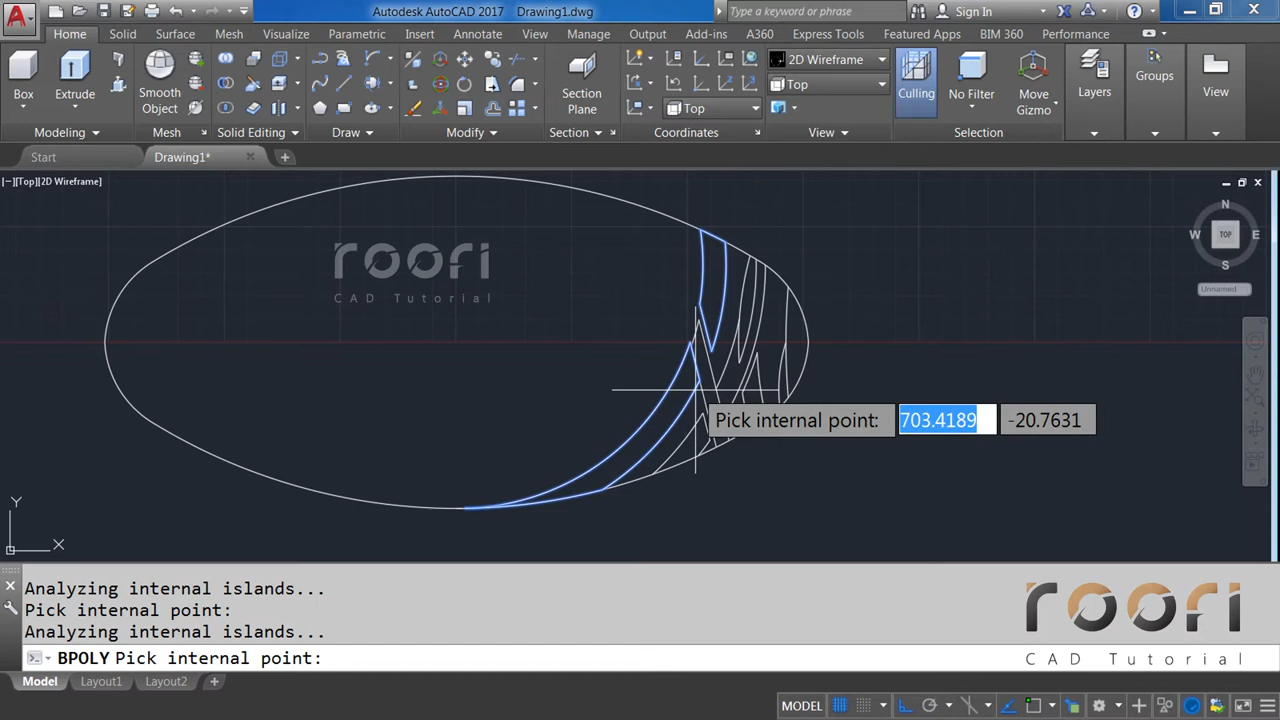 Autodesk AutoCAD 2017 Drawing1.dwg
Type a keyword or phrase
Sign In
Home Solid Surface Mesh Visualize Parametric Insert Annotate View Manage Output Add-ins A360 Express Tools Featured Apps BIM 360 Performance
2D Wireframe
Top
Top
Box Extrude Smooth Object Section Plane Culling No Filter Move Gizmo Layers Groups View
Modeling Mesh Solid Editing Draw Modify Section Coordinates View Selection
Start Drawing1*
[−][Top][2D Wireframe]
N
W TOP E
S
Unnamed
roori
CAD Tutorial
Pick internal point: 703.4189 -20.7631
Y
X
Analyzing internal islands...
Pick internal point:
Analyzing internal islands...
BPOLY Pick internal point:
roori
CAD Tutorial
Model Layout1 Layout2
MODEL